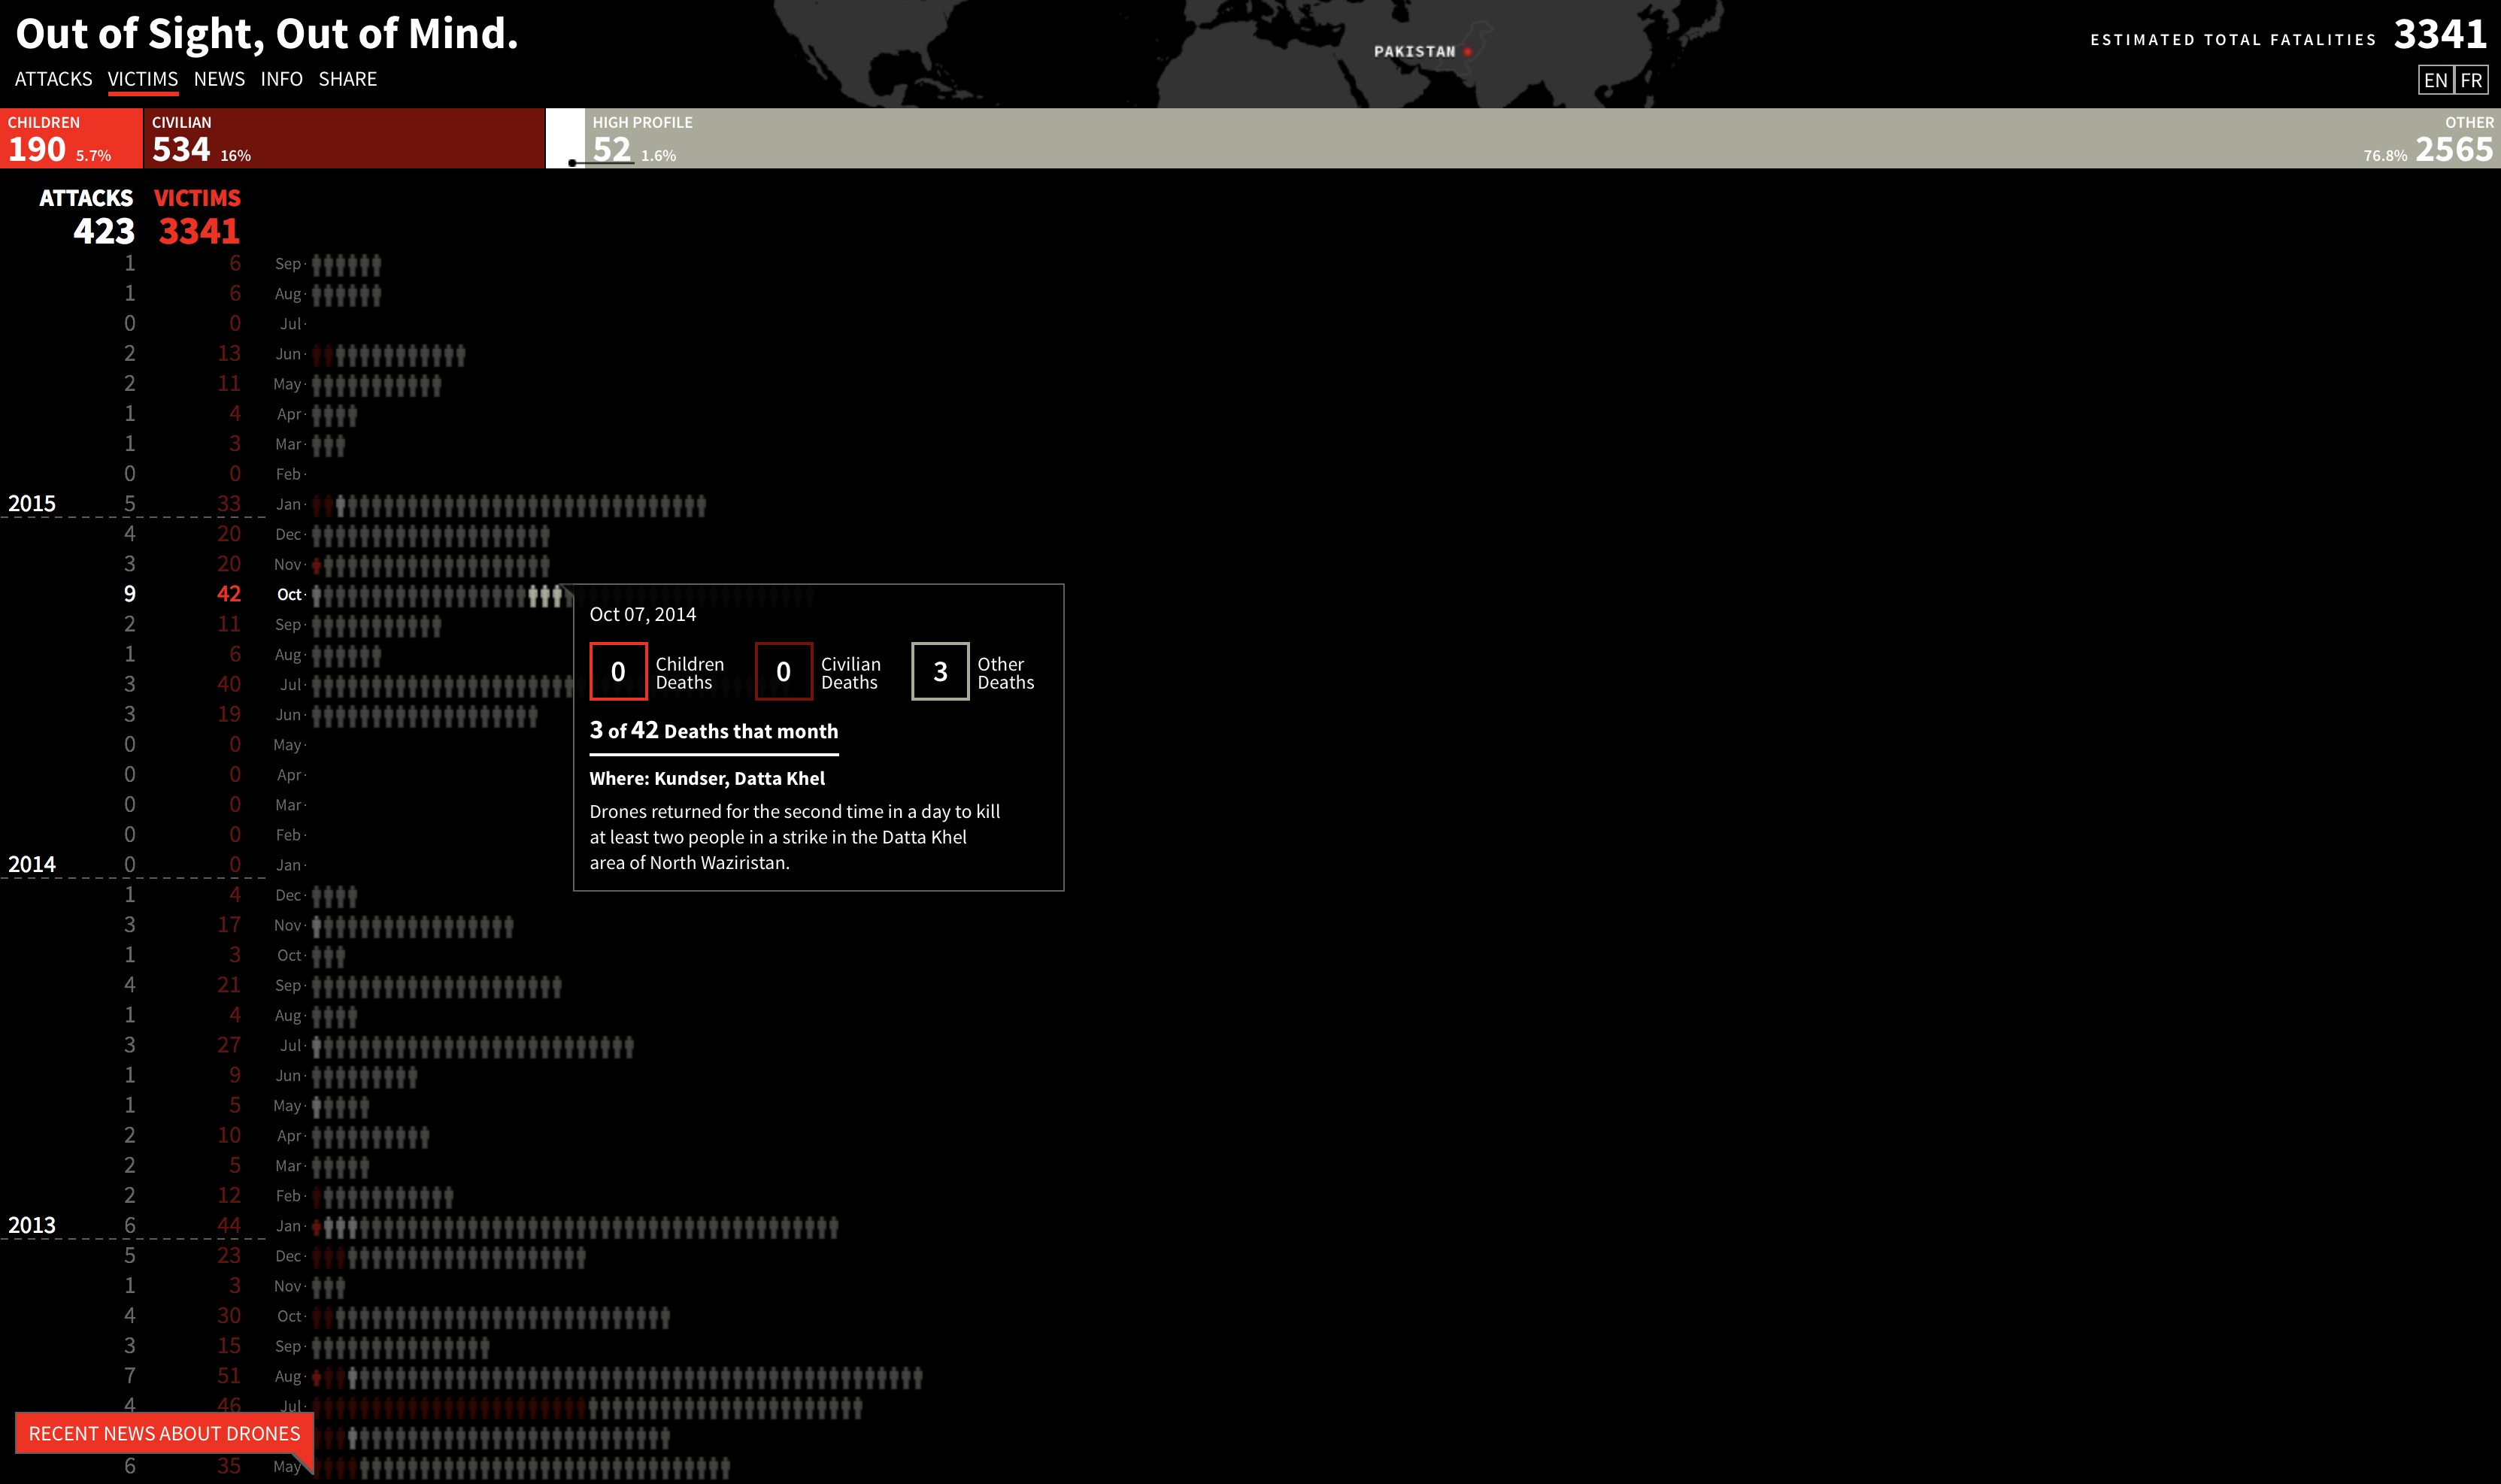 Out of Sight, Out of Mind.
ATTACKS VICTIMS NEWS INFO SHARE
PAKISTAN
ESTIMATED TOTAL FATALITIES 3341
EN FR
CHILDREN
190 5.7%
CIVILIAN
534 16%
HIGH PROFILE
52 1.6%
OTHER
76.8% 2565
ATTACKS VICTIMS
423 3341
1 6 Sep
1 6 Aug
0 0 Jul
2 13 Jun
2 11 May
1 4 Apr
1 3 Mar
0 0 Feb
2015 5 33 Jan
4 20 Dec
3 20 Nov
9 42 Oct
2 11 Sep
1 6 Aug
3 40 Jul
3 19 Jun
0 0 May
0 0 Apr
0 0 Mar
0 0 Feb
2014 0 0 Jan
1 4 Dec
3 17 Nov
1 3 Oct
4 21 Sep
1 4 Aug
3 27 Jul
1 9 Jun
1 5 May
2 10 Apr
2 5 Mar
2 12 Feb
2013 6 44 Jan
5 23 Dec
1 3 Nov
4 30 Oct
3 15 Sep
7 51 Aug
4 46 Jul
6 35 May
Oct 07, 2014
0 Children Deaths
0 Civilian Deaths
3 Other Deaths
3 of 42 Deaths that month
Where: Kundser, Datta Khel
Drones returned for the second time in a day to kill
at least two people in a strike in the Datta Khel
area of North Waziristan.
RECENT NEWS ABOUT DRONES